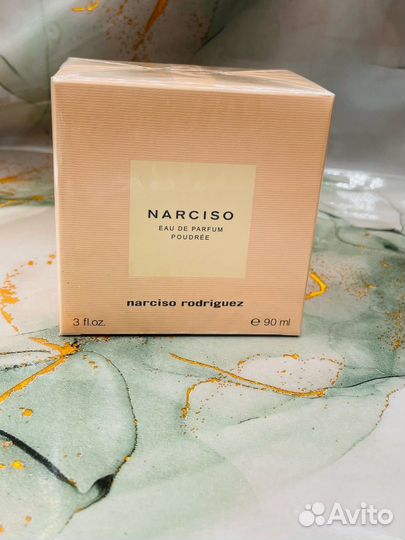 NARCISO
EAU DE PARFUM
POUDRÉE
narciso rodriguez
3 fl.oz.
℮ 90 ml
Avito